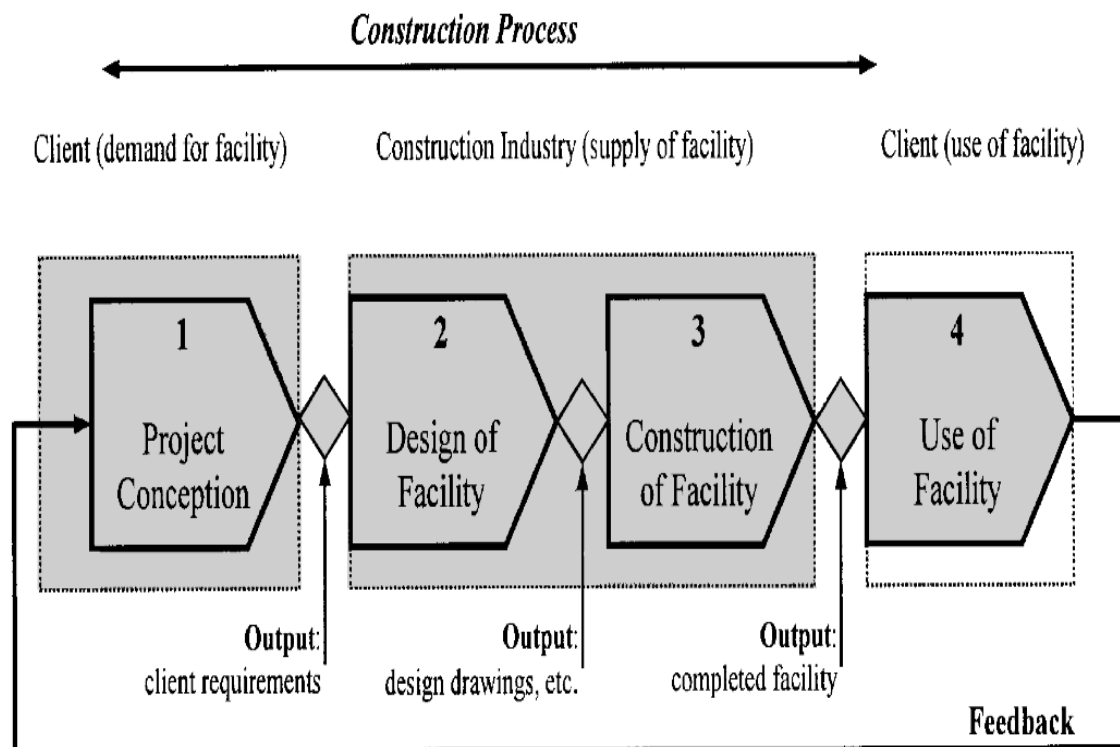 Construction Process
Client (demand for facility)
Construction Industry (supply of facility)
Client (use of facility)
1
Project
Conception
2
Design of
Facility
3
Construction
of Facility
4
Use of
Facility
Output:
client requirements
Output:
design drawings, etc.
Output:
completed facility
Feedback